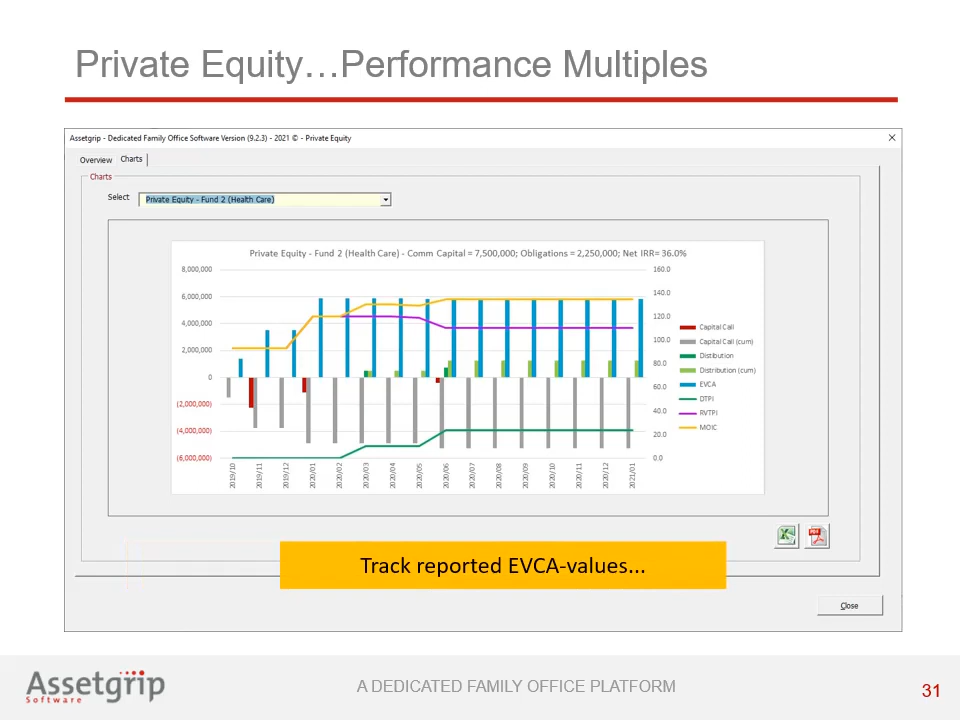 Private Equity…Performance Multiples
Assetgrip - Dedicated Family Office Software Version (9.2.3) - 2021 © - Private Equity
Overview
Charts
Charts
Select
Private Equity - Fund 2 (Health Care)
Private Equity - Fund 2 (Health Care) - Comm Capital = 7,500,000; Obligations = 2,250,000; Net IRR= 36.0%
8,000,000
6,000,000
4,000,000
2,000,000
0
(2,000,000)
(4,000,000)
(6,000,000)
160.0
140.0
120.0
100.0
80.0
60.0
40.0
20.0
0.0
2019/10
2019/11
2019/12
2020/01
2020/02
2020/03
2020/04
2020/05
2020/06
2020/07
2020/08
2020/09
2020/10
2020/11
2020/12
2021/01
Capital Call
Capital Call (cum)
Distibution
Distribution (cum)
EVCA
DTPI
RVTPI
MOIC
PDF
Track reported EVCA-values...
Close
Assetgrip
Software
A DEDICATED FAMILY OFFICE PLATFORM
31